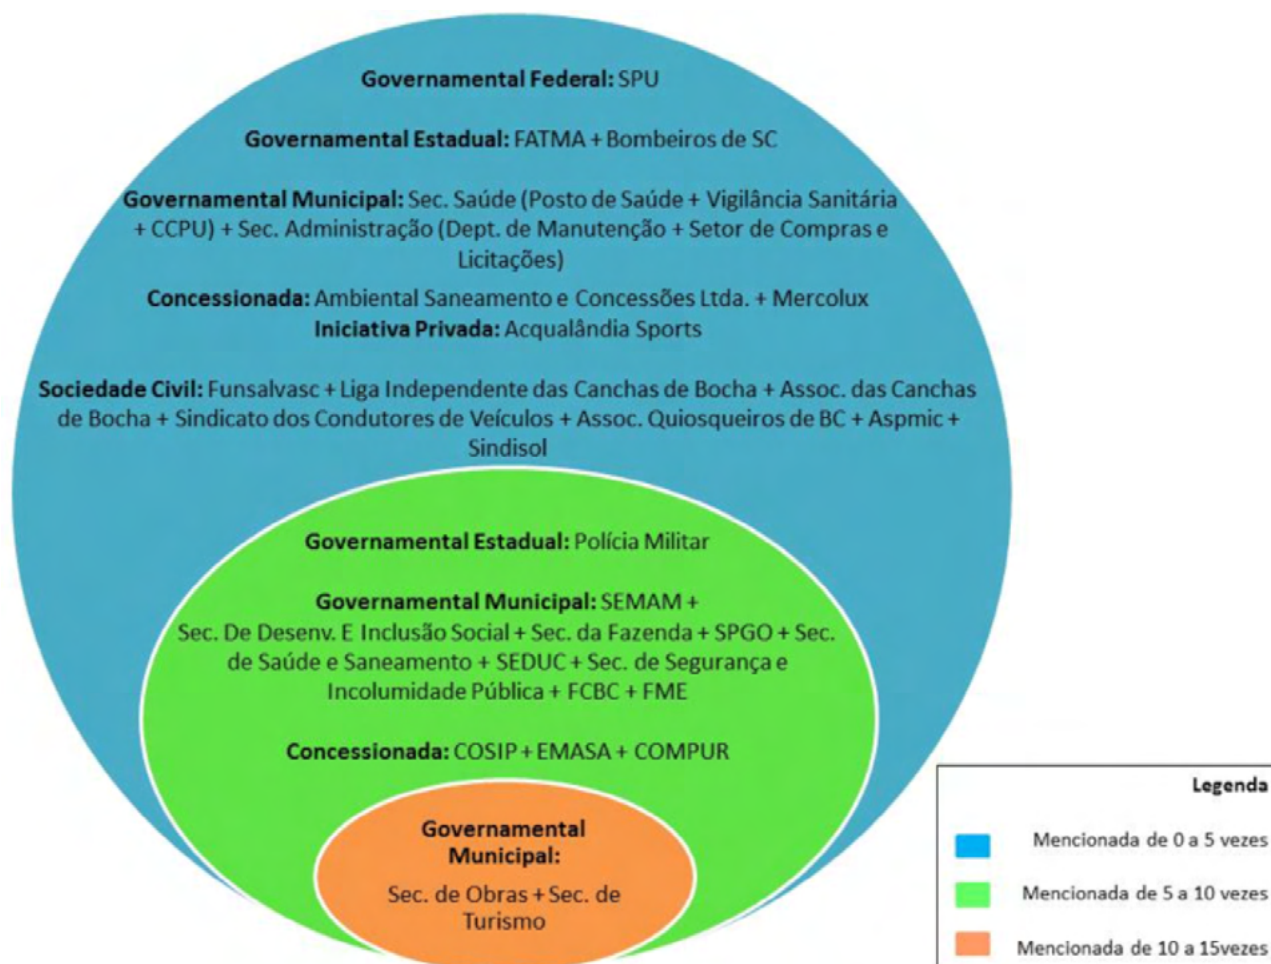 Governamental Federal: SPU
Governamental Estadual: FATMA + Bombeiros de SC
Governamental Municipal: Sec. Saúde (Posto de Saúde + Vigilância Sanitária
+ CCPU) + Sec. Administração (Dept. de Manutenção + Setor de Compras e
Licitações)
Concessionada: Ambiental Saneamento e Concessões Ltda. + Mercolux
Iniciativa Privada: Acqualândia Sports
Sociedade Civil: Funsalvasc + Liga Independente das Canchas de Bocha + Assoc. das Canchas
de Bocha + Sindicato dos Condutores de Veículos + Assoc. Quiosqueiros de BC + Aspmic +
Sindisol
Governamental Estadual: Polícia Militar
Governamental Municipal: SEMAM +
Sec. De Desenv. E Inclusão Social + Sec. da Fazenda + SPGO + Sec.
de Saúde e Saneamento + SEDUC + Sec. de Segurança e
Incolumidade Pública + FCBC + FME
Concessionada: COSIP + EMASA + COMPUR
Governamental
Municipal:
Sec. de Obras + Sec. de
Turismo
Legenda
Mencionada de 0 a 5 vezes
Mencionada de 5 a 10 vezes
Mencionada de 10 a 15vezes